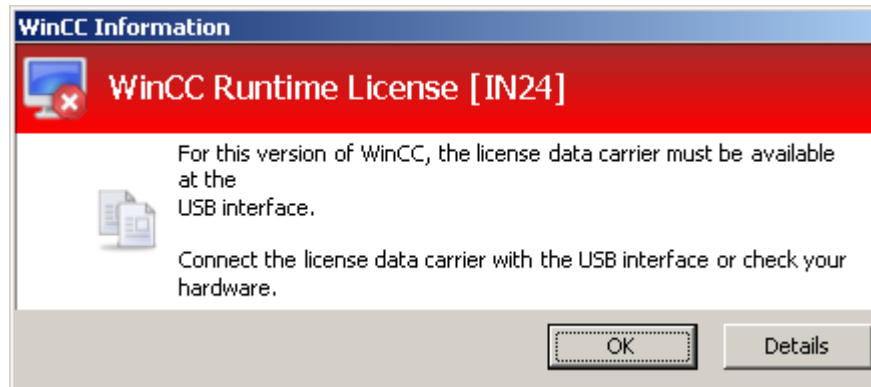 WinCC Information
WinCC Runtime License [IN24]
For this version of WinCC, the license data carrier must be available
at the
USB interface.
Connect the license data carrier with the USB interface or check your
hardware.
OK
Details